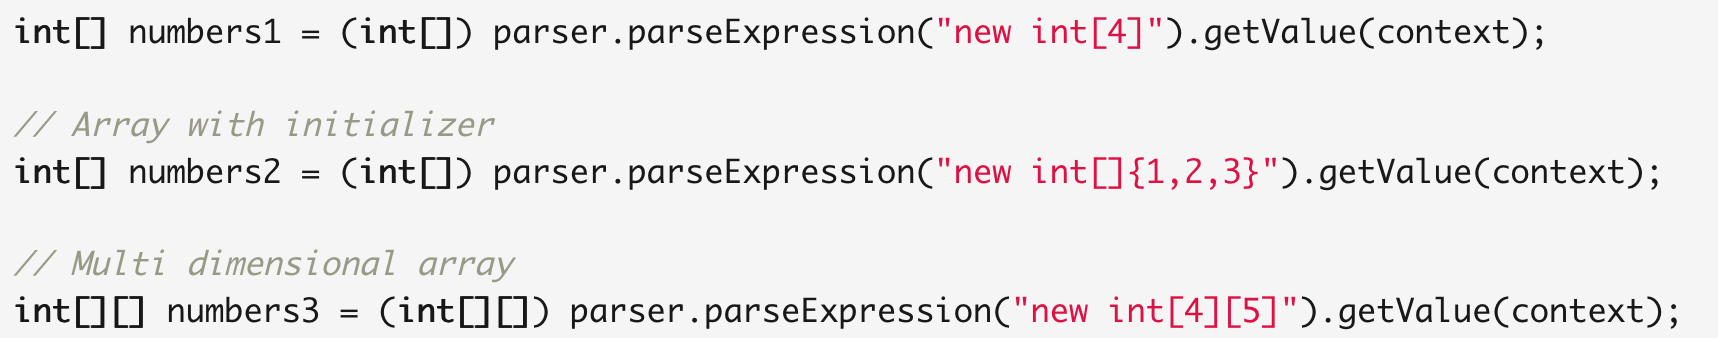 int[] numbers1 = (int[]) parser.parseExpression("new int[4]").getValue(context);
// Array with initializer
int[] numbers2 = (int[]) parser.parseExpression("new int[]{1,2,3}").getValue(context);
// Multi dimensional array
int[][] numbers3 = (int[][]) parser.parseExpression("new int[4][5]").getValue(context);